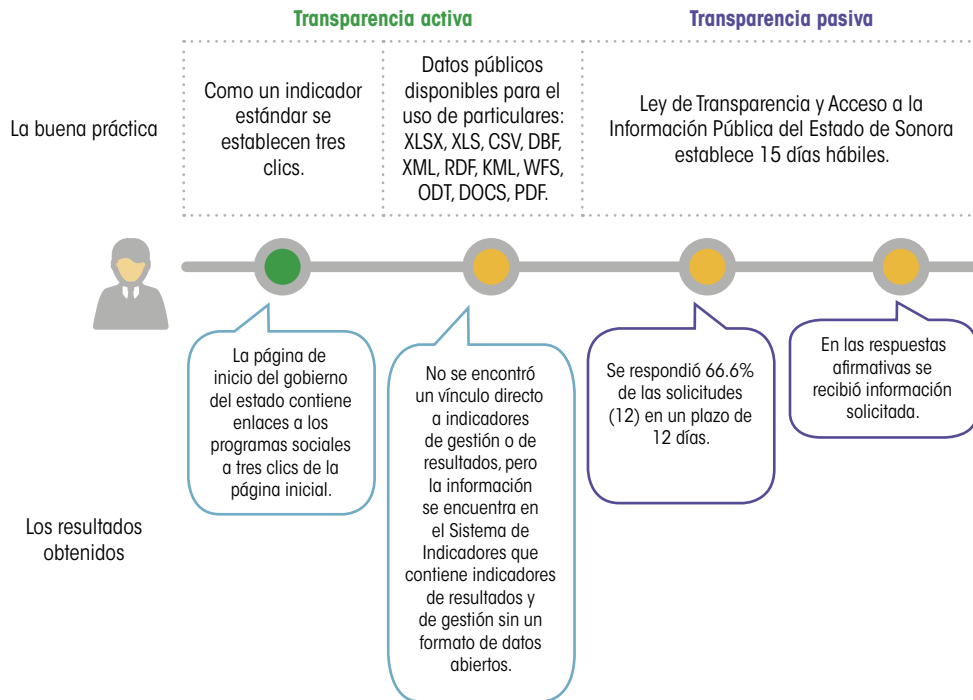 Transparencia activa
Transparencia pasiva
La buena práctica
Como un indicador
estándar se
establecen tres
clics.
Datos públicos
disponibles para el
uso de particulares:
XLSX, XLS, CSV, DBF,
XML, RDF, KML, WFS,
ODT, DOCS, PDF.
Ley de Transparencia y Acceso a la
Información Pública del Estado de Sonora
establece 15 días hábiles.
Los resultados
obtenidos
La página de
inicio del gobierno
del estado contiene
enlaces a los
programas sociales
a tres clics de la
página inicial.
No se encontró
un vínculo directo
a indicadores
de gestión o de
resultados, pero
la información
se encuentra en
el Sistema de
Indicadores que
contiene indicadores
de resultados y
de gestión sin un
formato de datos
abiertos.
Se respondió 66.6%
de las solicitudes
(12) en un plazo de
12 días.
En las respuestas
afirmativas se
recibió información
solicitada.